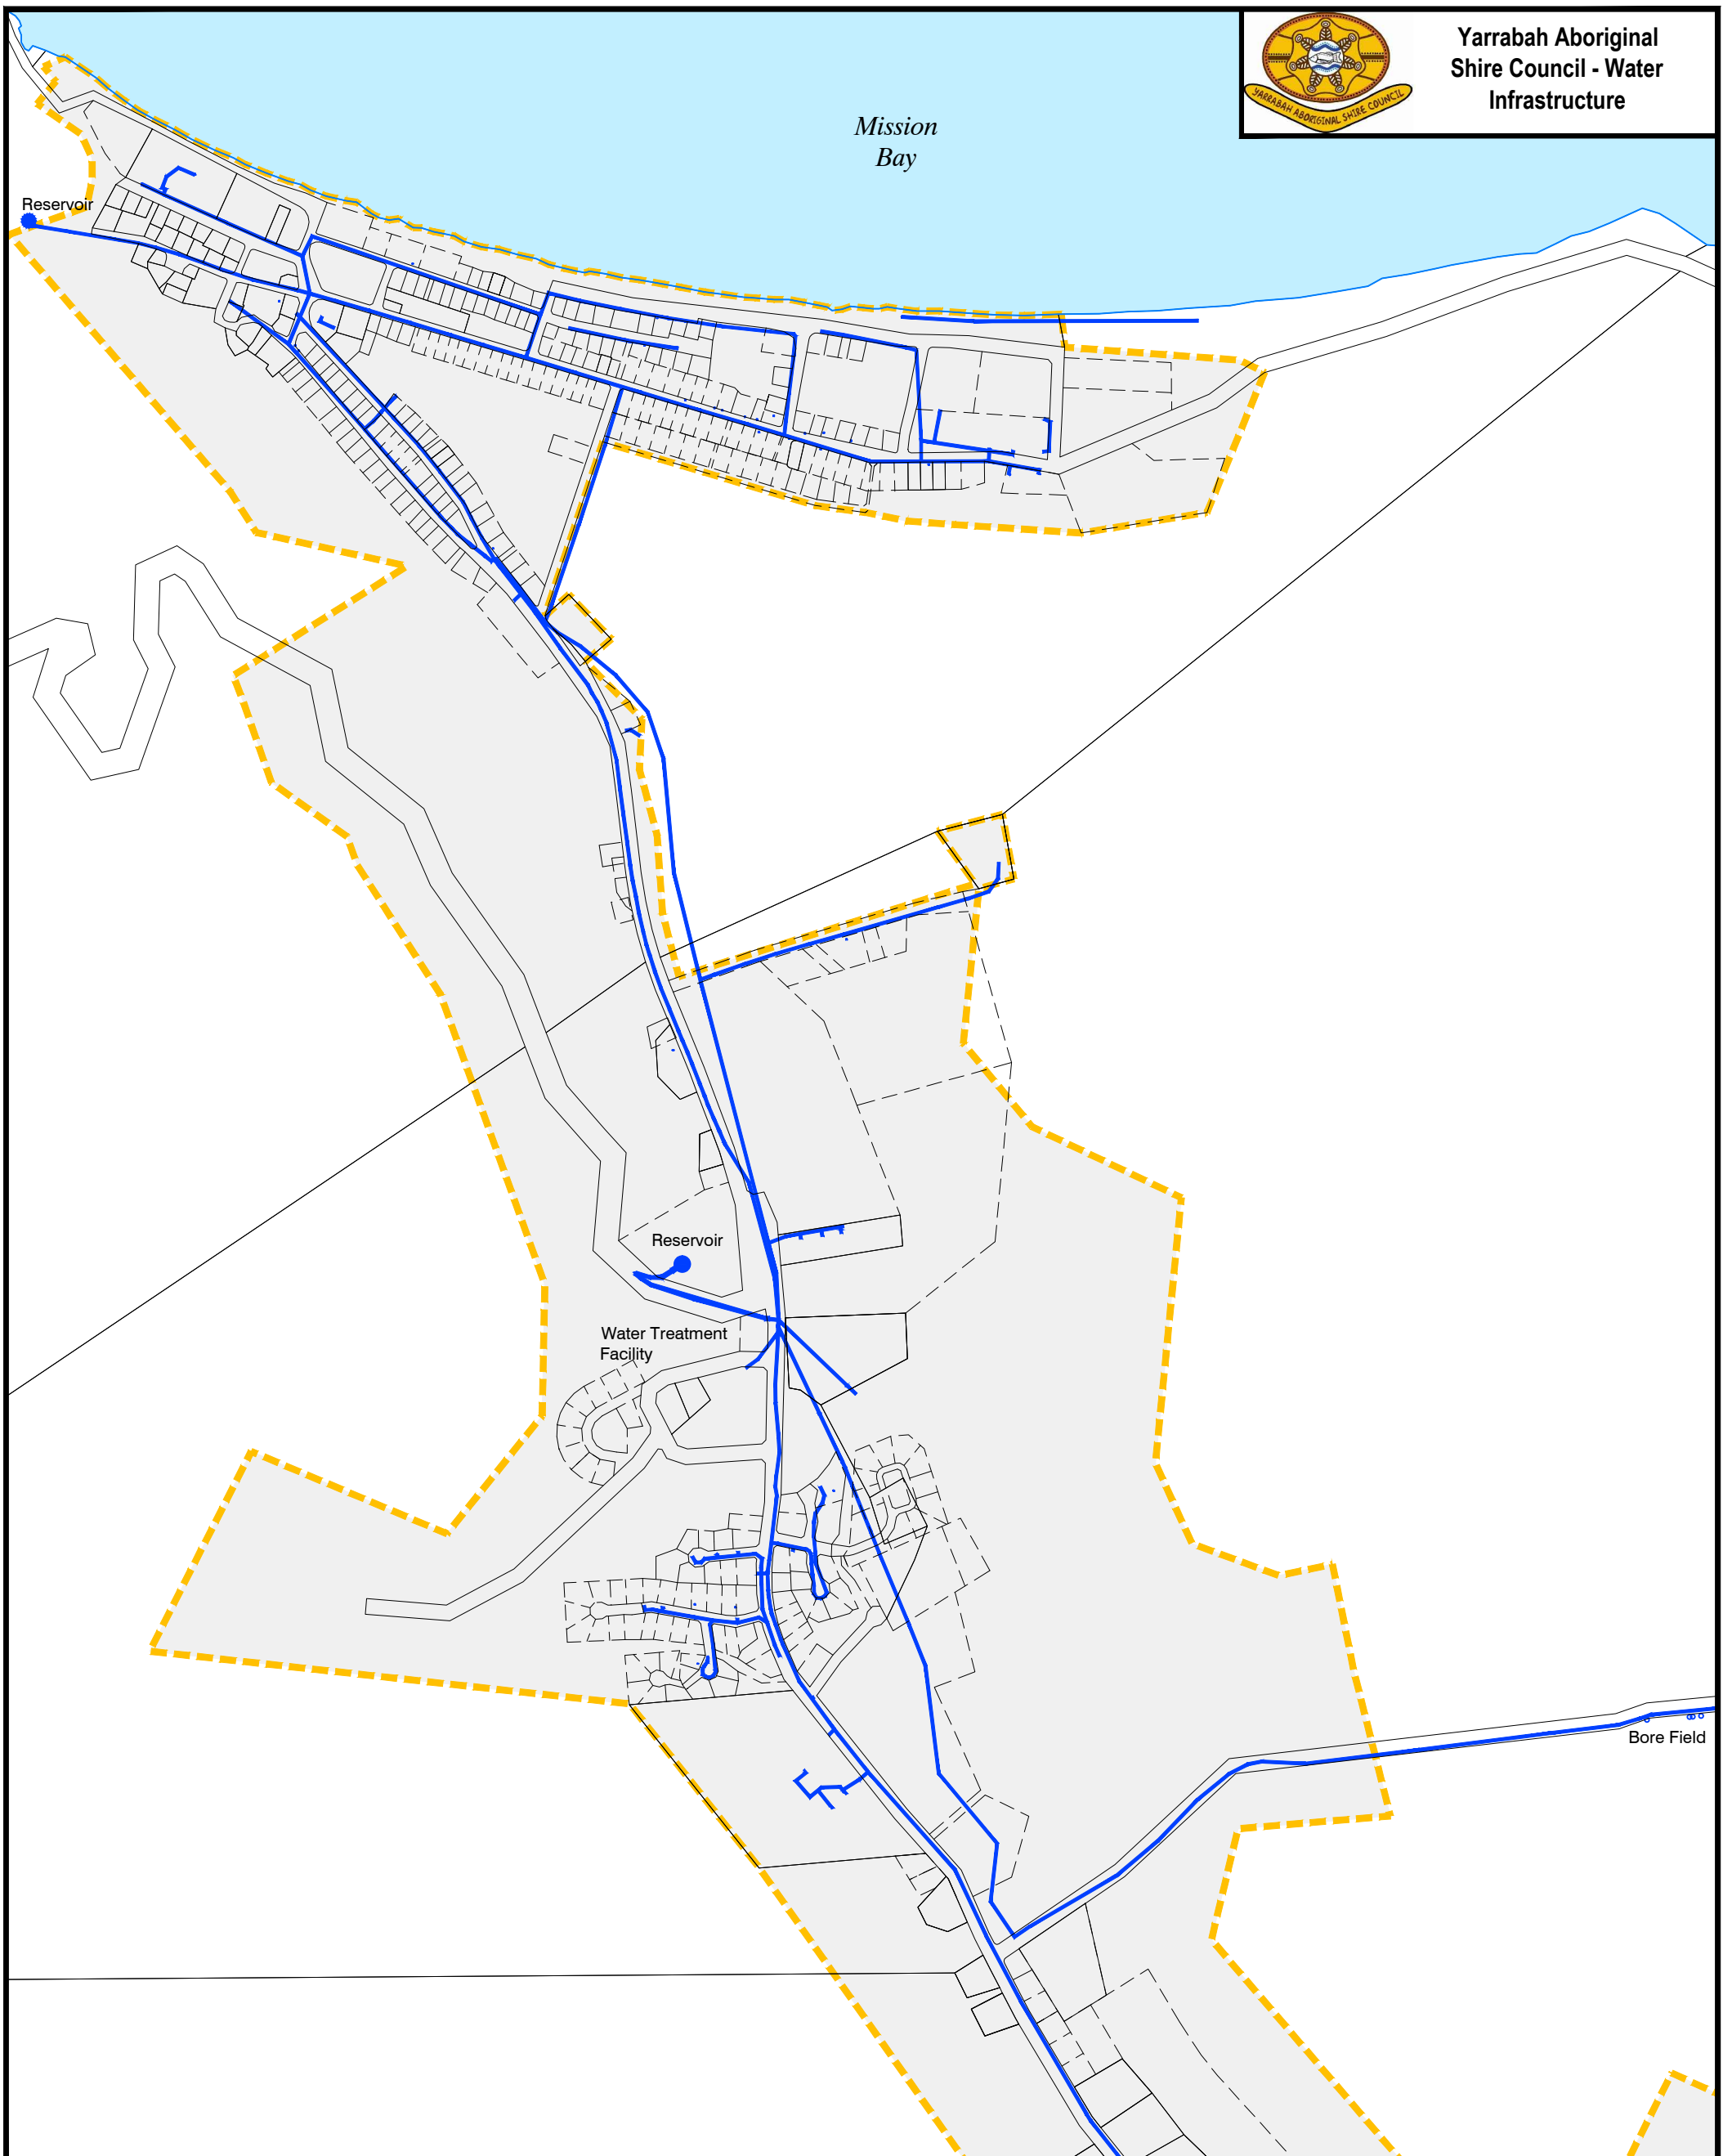 Yarrabah Aboriginal
Shire Council - Water
Infrastructure
YARRABAH ABORIGINAL SHIRE COUNCIL
Mission
Bay
Reservoir
Reservoir
Water Treatment
Facility
Bore Field